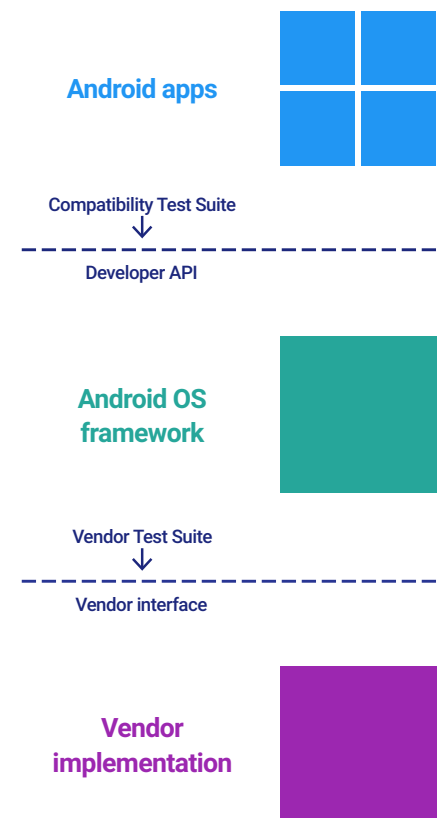 Android apps
Compatibility Test Suite
Developer API
Android OS
framework
Vendor Test Suite
Vendor interface
Vendor
implementation